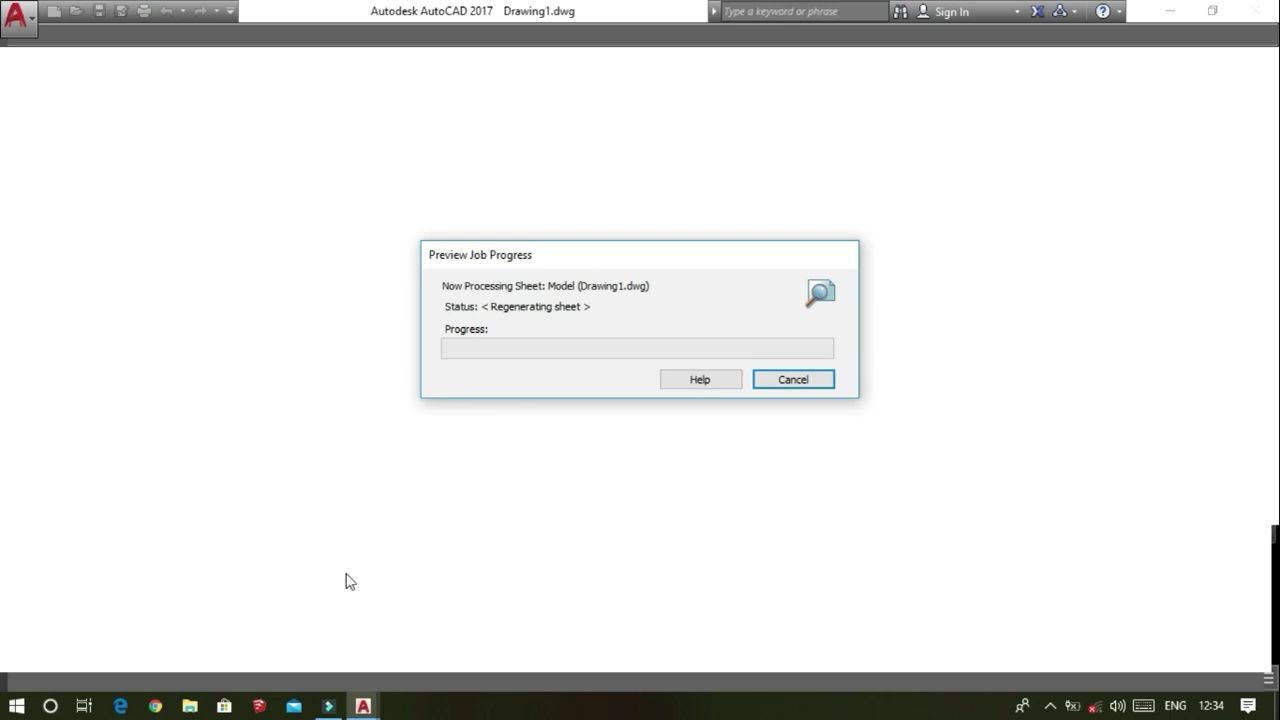 Autodesk AutoCAD 2017 Drawing1.dwg
Type a keyword or phrase
Sign In
Preview Job Progress
Now Processing Sheet: Model (Drawing1.dwg)
Status: < Regenerating sheet >
Progress:
Help
Cancel
ENG
12:34